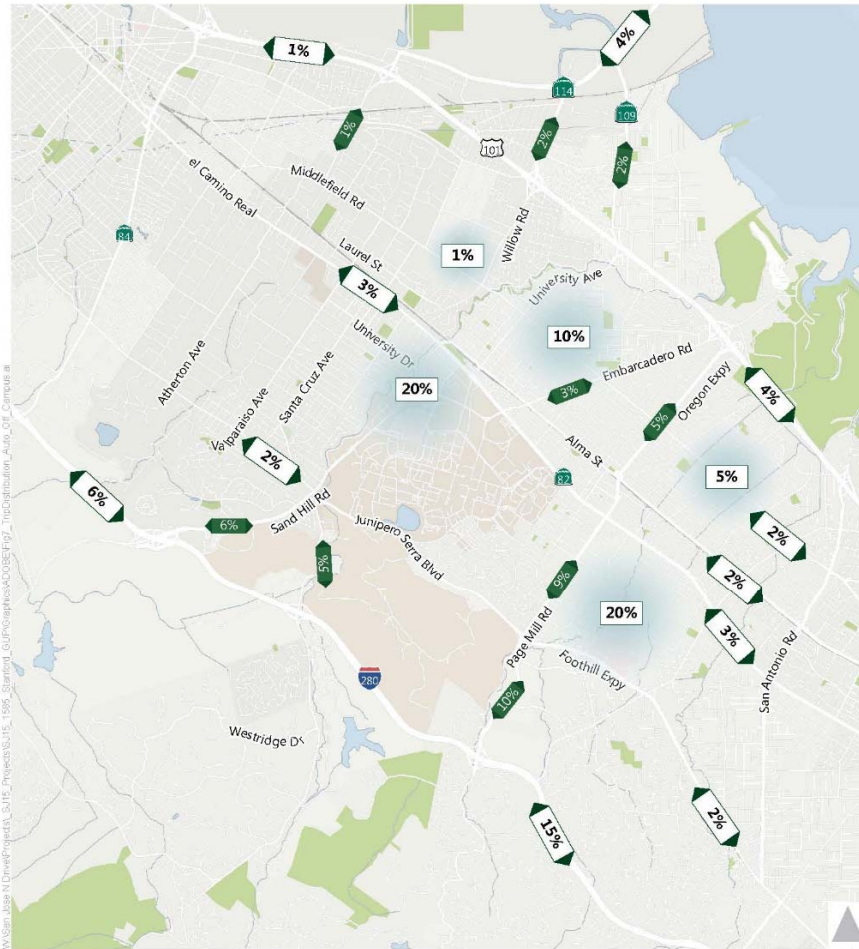 1%
4%
114
109
1%
2%
101
2%
Middlefield Rd
el Camino Real
84
Willow Rd
Laurel St
1%
University Ave
3%
University Dr
10%
Embarcadero Rd
Atherton Ave
Santa Cruz Ave
20%
3%
Oregon Expy
4%
Valparaiso Ave
5%
Alma St
2%
82
5%
6%
Sand Hill Rd
6%
Junipero Serra Blvd
2%
5%
9%
2%
20%
3%
Page Mill Rd
San Antonio Rd
Foothill Expy
280
10%
Westridge Dr
2%
15%